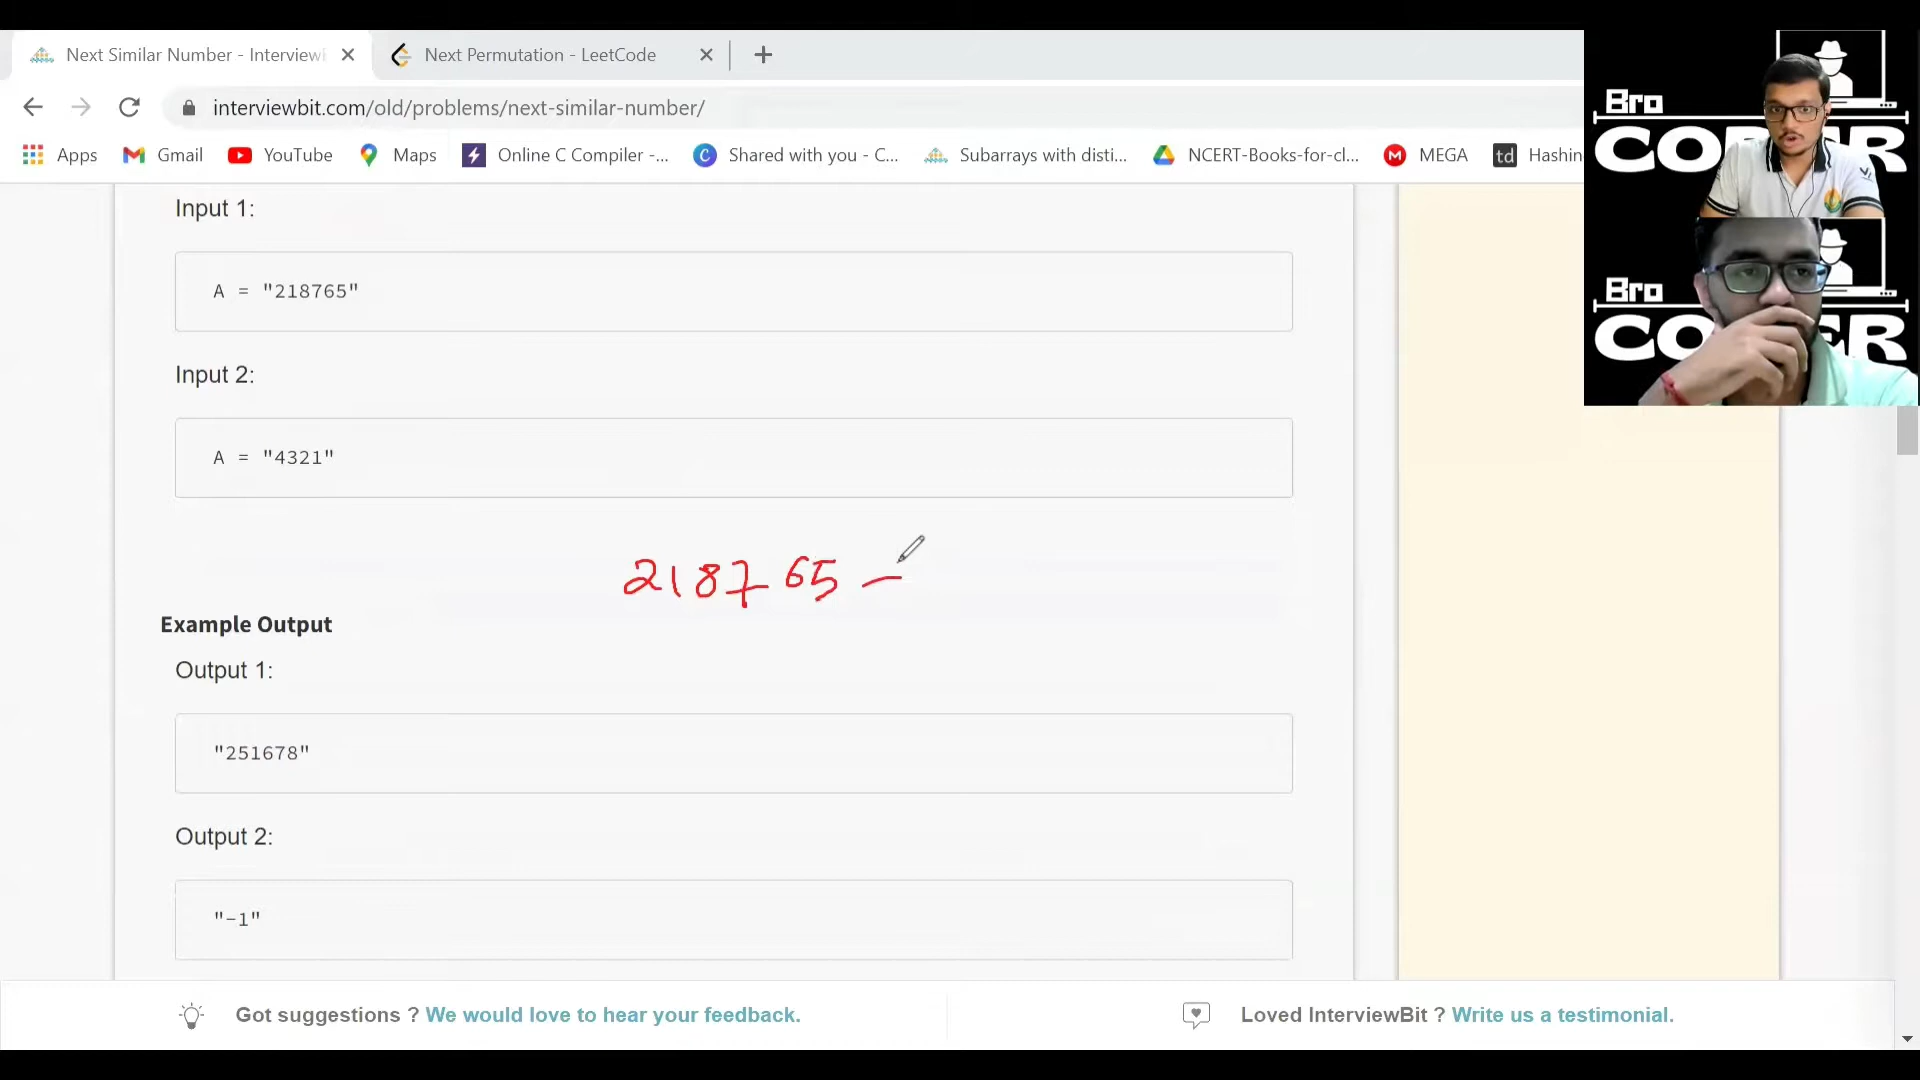 Next Similar Number - Interviewi
Next Permutation - LeetCode
interviewbit.com/old/problems/next-similar-number/
Apps Gmail YouTube Maps Online C Compiler -... Shared with you - C... Subarrays with disti... NCERT-Books-for-cl... MEGA td Hashin
Bro
Bro
Input 1:
A = "218765"
Input 2:
A = "4321"
218765 —
Example Output
Output 1:
"251678"
Output 2:
"-1"
Got suggestions ? We would love to hear your feedback.
Loved InterviewBit ? Write us a testimonial.